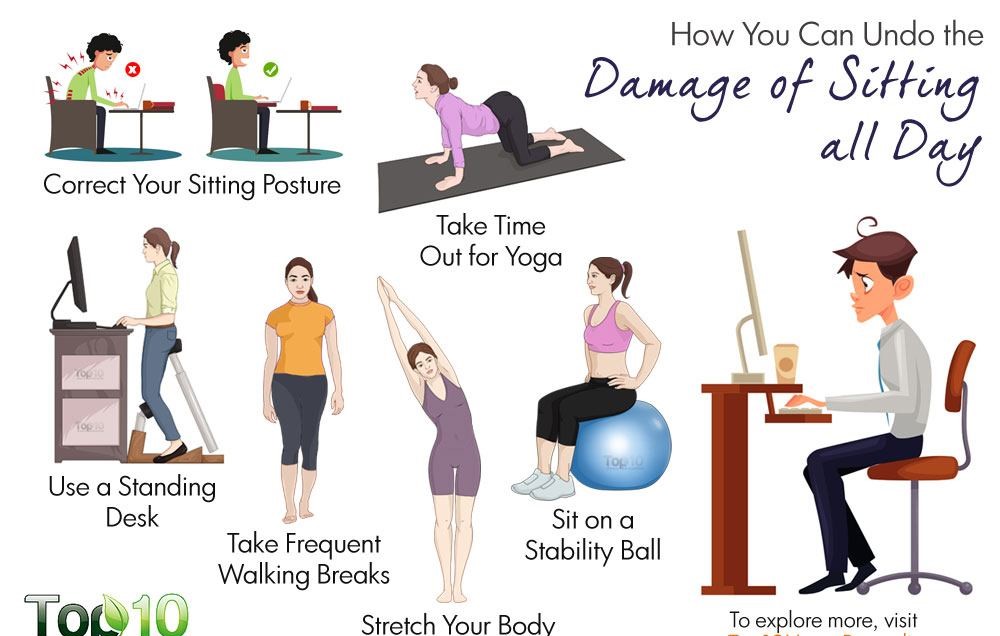 How You Can Undo the
Damage of Sitting
all Day
Correct Your Sitting Posture
Take Time
Out for Yoga
Use a Standing
Desk
Take Frequent
Walking Breaks
Sit on a
Stability Ball
Stretch Your Body
To explore more, visit
Top10
Top10
Top10
Top10